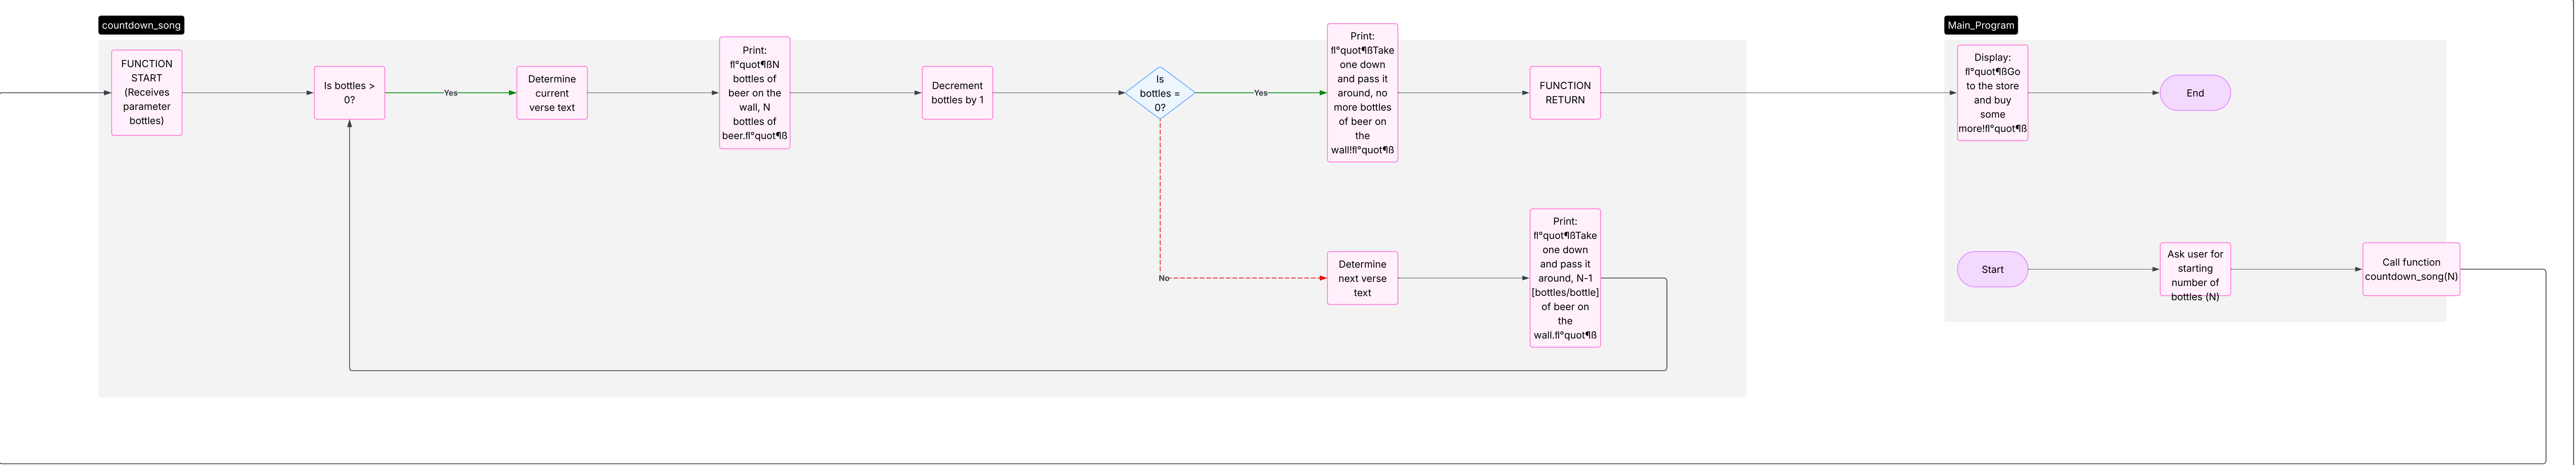 countdown_song
FUNCTION
START
(Receives
parameter
bottles)
Is bottles >
0?
Yes
Determine
current
verse text
Print:
fl°quot¶ßN
bottles of
beer on the
wall, N
bottles of
beer.fl°quot¶ß
Decrement
bottles by 1
Is
bottles =
0?
Yes
Print:
fl°quot¶ßTake
one down
and pass it
around, no
more bottles
of beer on
the
wall!fl°quot¶ß
FUNCTION
RETURN
No
Determine
next verse
text
Print:
fl°quot¶ßTake
one down
and pass it
around, N-1
[bottles/bottle]
of beer on
the
wall.fl°quot¶ß
Main_Program
Display:
fl°quot¶ßGo
to the store
and buy
some
more!fl°quot¶ß
End
Start
Ask user for
starting
number of
bottles (N)
Call function
countdown_song(N)